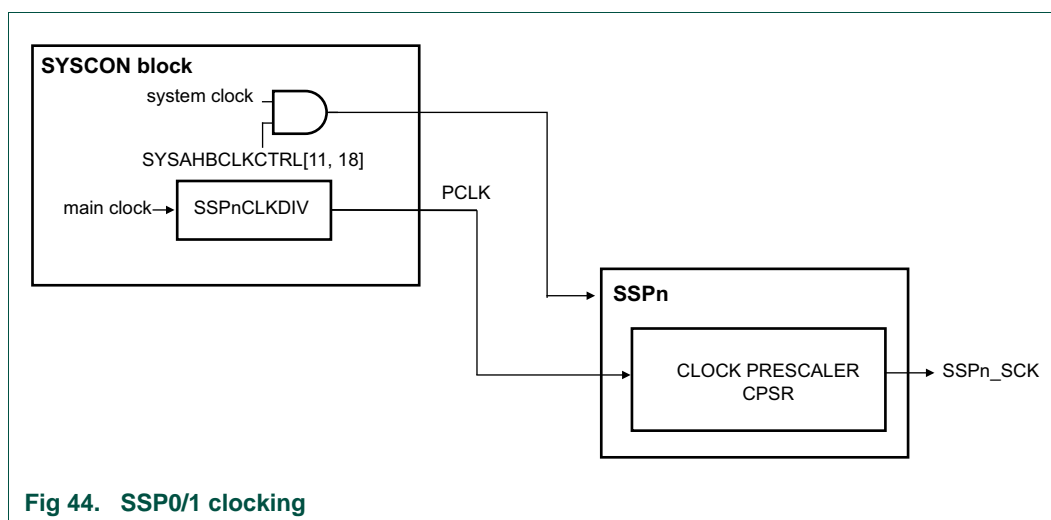 SYSCON block
system clock
SYSAHBCLKCTRL[11, 18]
main clock
SSPnCLKDIV
PCLK
SSPn
CLOCK PRESCALER
CPSR
SSPn_SCK
Fig 44. SSP0/1 clocking